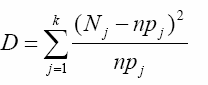 D = \sum_{j=1}^{k} \frac{(N_j - np_j)^2}{np_j}